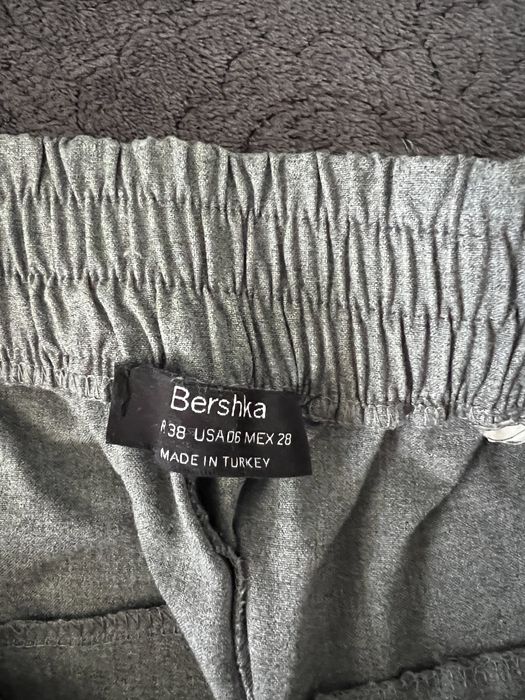 Bershka
38 USA 06 MEX 28
MADE IN TURKEY